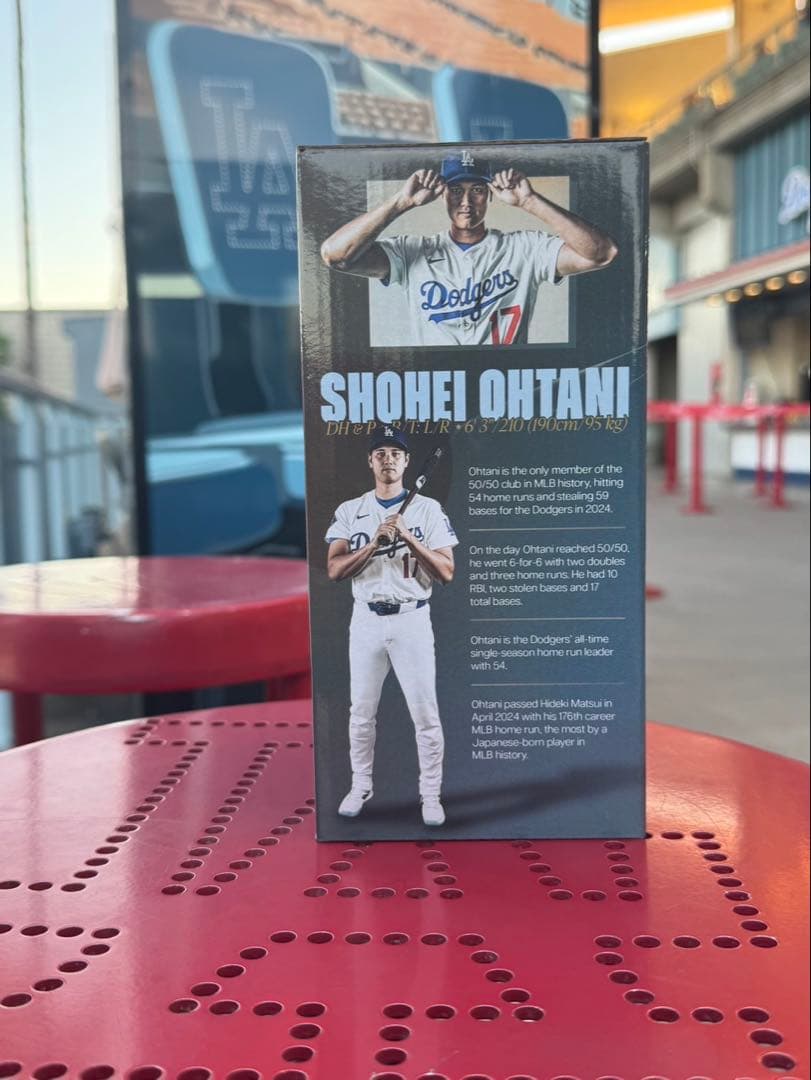 LA
LA
Dodgers
17
SHOHEI OHTANI
DH & P • B/T: L/R • 6'3"/210 (190cm/95 kg)
LA
Dodgers
17
Ohtani is the only member of the
50/50 club in MLB history, hitting
54 home runs and stealing 59
bases for the Dodgers in 2024.
On the day Ohtani reached 50/50,
he went 6-for-6 with two doubles
and three home runs. He had 10
RBI, two stolen bases and 17
total bases.
Ohtani is the Dodgers' all-time
single-season home run leader
with 54.
Ohtani passed Hideki Matsui in
April 2024 with his 176th career
MLB home run, the most by a
Japanese-born player in
MLB history.